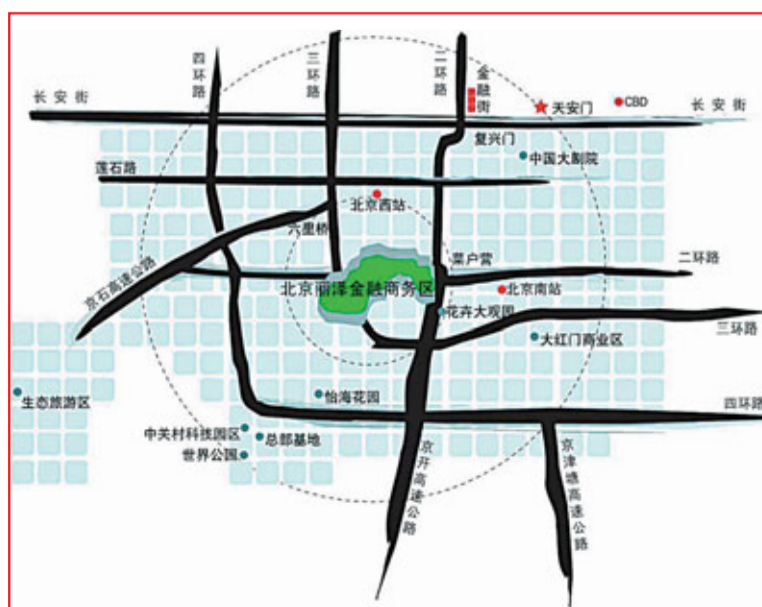 四环路
三环路
二环路
金融街
长安街
天安门
CBD
长安街
复兴门
中国大剧院
莲石路
北京西站
六里桥
菜户营
二环路
京石高速公路
北京丽泽金融商务区
北京南站
花卉大观园
三环路
大红门商业区
生态旅游区
怡海花园
四环路
中关村科技园区
总部基地
世界公园
京开高速公路
京津塘高速公路